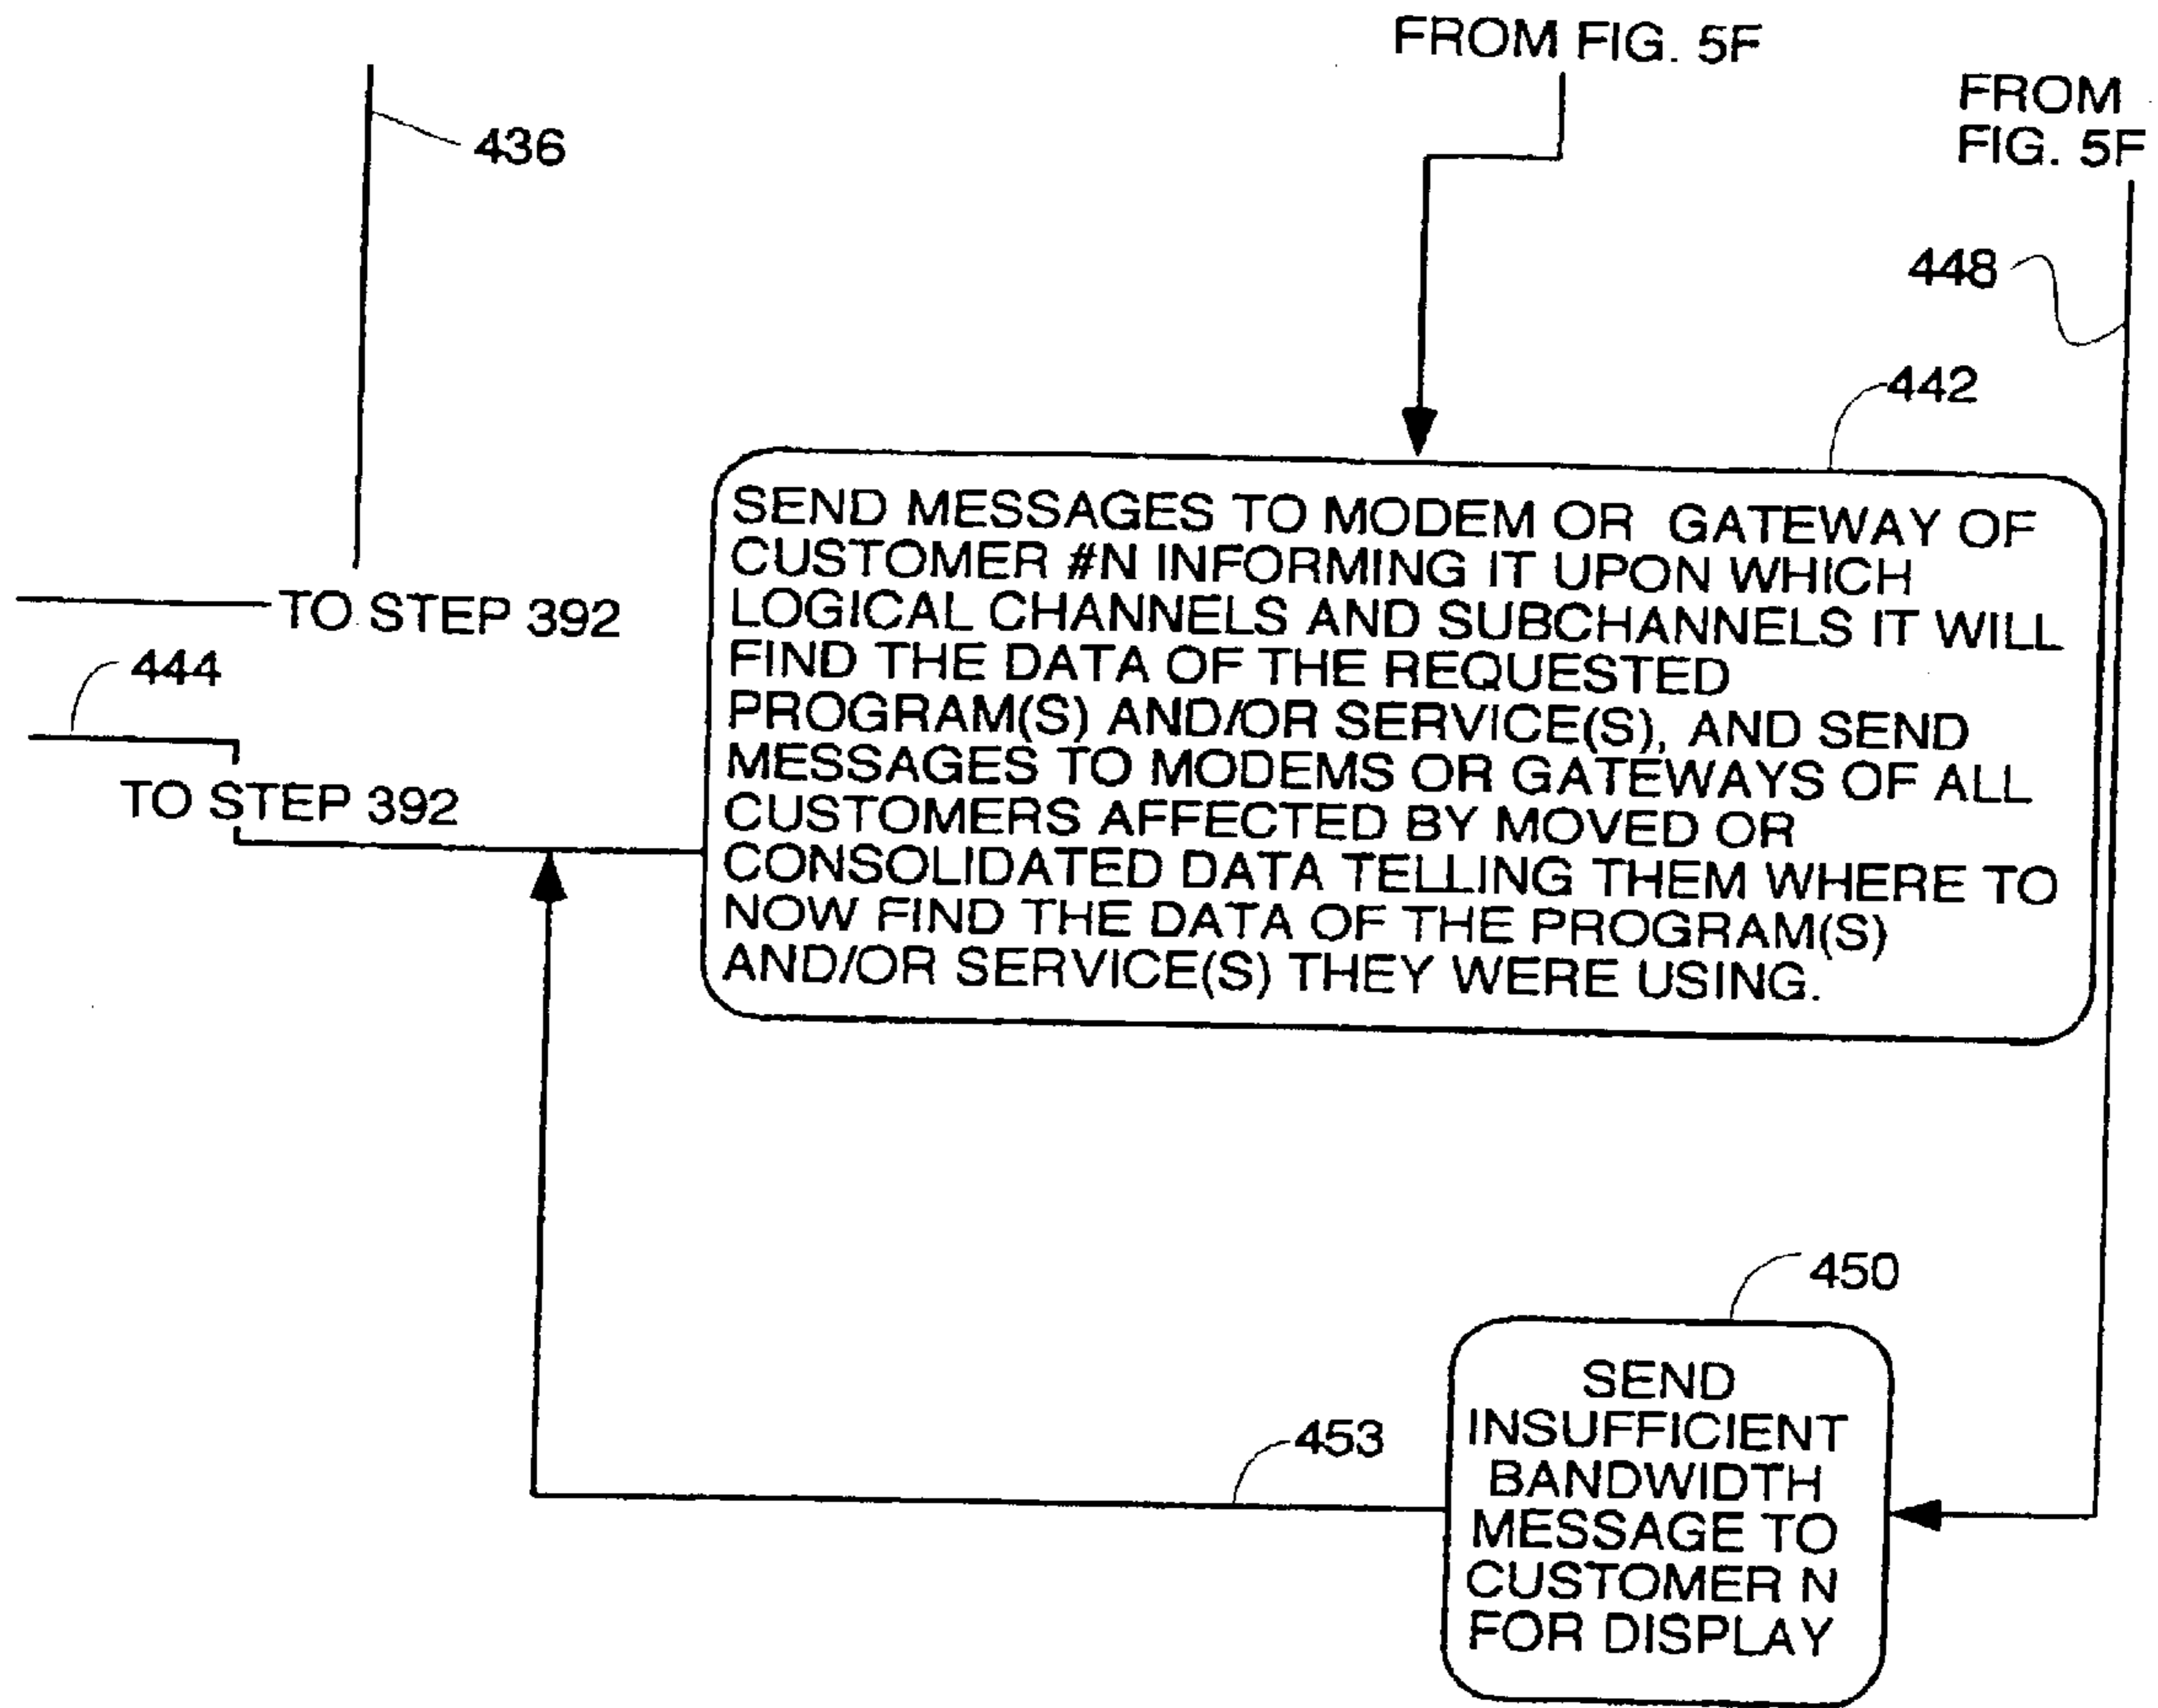 FROM FIG. 5F
FROM
FIG. 5F
436
448
442
SEND MESSAGES TO MODEM OR GATEWAY OF
CUSTOMER #N INFORMING IT UPON WHICH
LOGICAL CHANNELS AND SUBCHANNELS IT WILL
FIND THE DATA OF THE REQUESTED
PROGRAM(S) AND/OR SERVICE(S), AND SEND
MESSAGES TO MODEMS OR GATEWAYS OF ALL
CUSTOMERS AFFECTED BY MOVED OR
CONSOLIDATED DATA TELLING THEM WHERE TO
NOW FIND THE DATA OF THE PROGRAM(S)
AND/OR SERVICE(S) THEY WERE USING.
TO STEP 392
444
TO STEP 392
450
453
SEND
INSUFFICIENT
BANDWIDTH
MESSAGE TO
CUSTOMER N
FOR DISPLAY